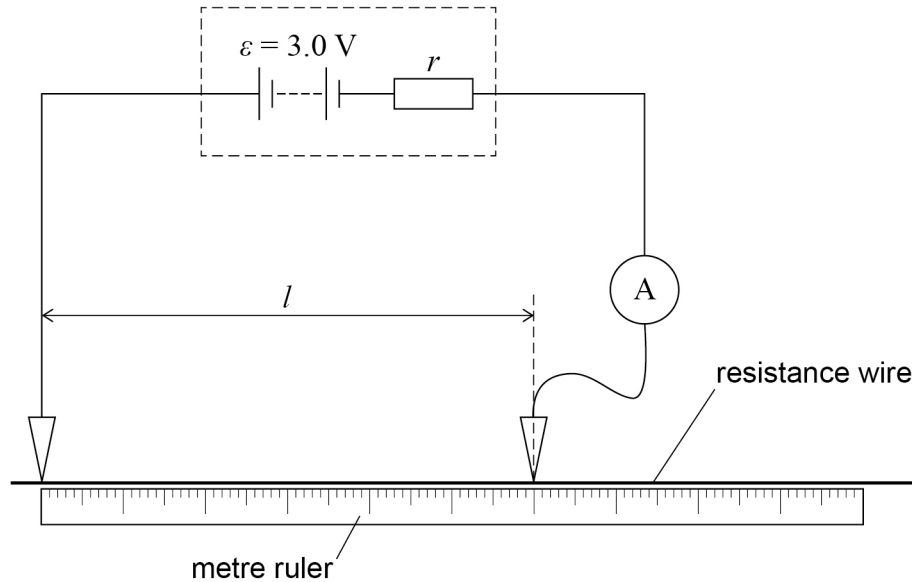 ε = 3.0 V
r
l
A
resistance wire
metre ruler